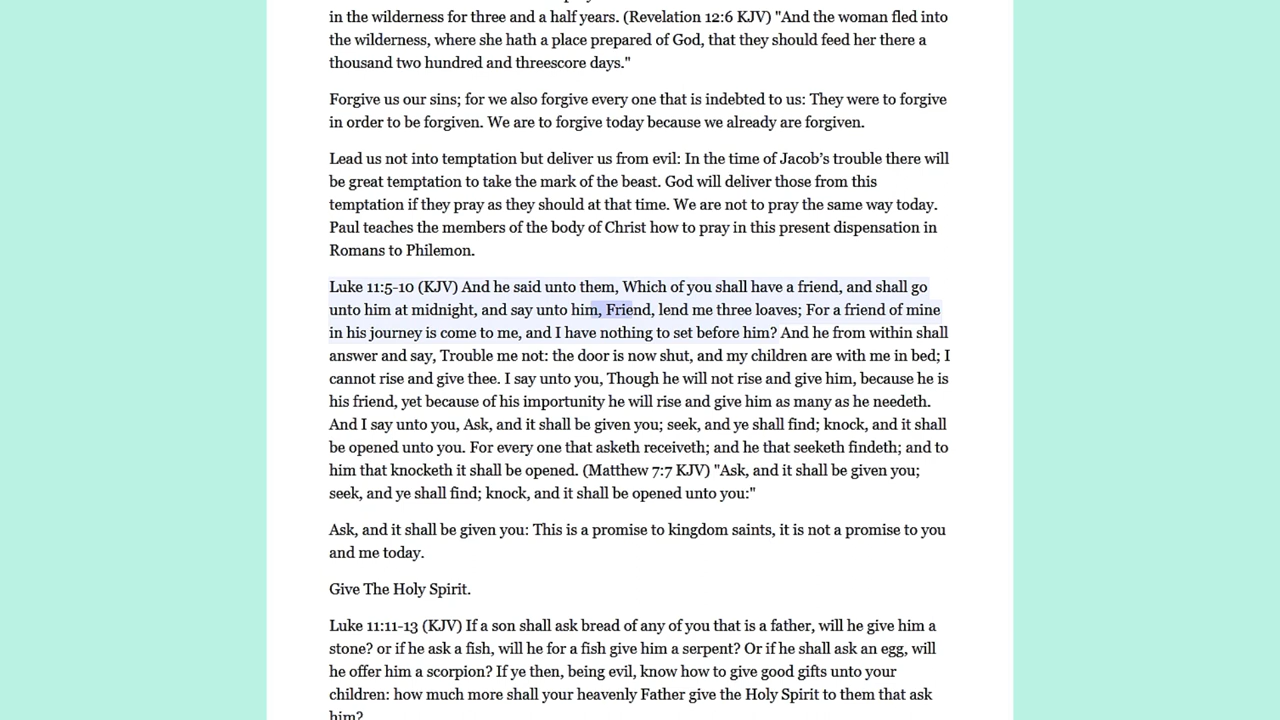 in the wilderness for three and a half years. (Revelation 12:6 KJV) "And the woman fled into
the wilderness, where she hath a place prepared of God, that they should feed her there a
thousand two hundred and threescore days."
Forgive us our sins; for we also forgive every one that is indebted to us: They were to forgive
in order to be forgiven. We are to forgive today because we already are forgiven.
Lead us not into temptation but deliver us from evil: In the time of Jacob’s trouble there will
be great temptation to take the mark of the beast. God will deliver those from this
temptation if they pray as they should at that time. We are not to pray the same way today.
Paul teaches the members of the body of Christ how to pray in this present dispensation in
Romans to Philemon.
Luke 11:5-10 (KJV) And he said unto them, Which of you shall have a friend, and shall go
unto him at midnight, and say unto him, Friend, lend me three loaves; For a friend of mine
in his journey is come to me, and I have nothing to set before him? And he from within shall
answer and say, Trouble me not: the door is now shut, and my children are with me in bed; I
cannot rise and give thee. I say unto you, Though he will not rise and give him, because he is
his friend, yet because of his importunity he will rise and give him as many as he needeth.
And I say unto you, Ask, and it shall be given you; seek, and ye shall find; knock, and it shall
be opened unto you. For every one that asketh receiveth; and he that seeketh findeth; and to
him that knocketh it shall be opened. (Matthew 7:7 KJV) "Ask, and it shall be given you;
seek, and ye shall find; knock, and it shall be opened unto you:"
Ask, and it shall be given you: This is a promise to kingdom saints, it is not a promise to you
and me today.
Give The Holy Spirit.
Luke 11:11-13 (KJV) If a son shall ask bread of any of you that is a father, will he give him a
stone? or if he ask a fish, will he for a fish give him a serpent? Or if he shall ask an egg, will
he offer him a scorpion? If ye then, being evil, know how to give good gifts unto your
children: how much more shall your heavenly Father give the Holy Spirit to them that ask
him?